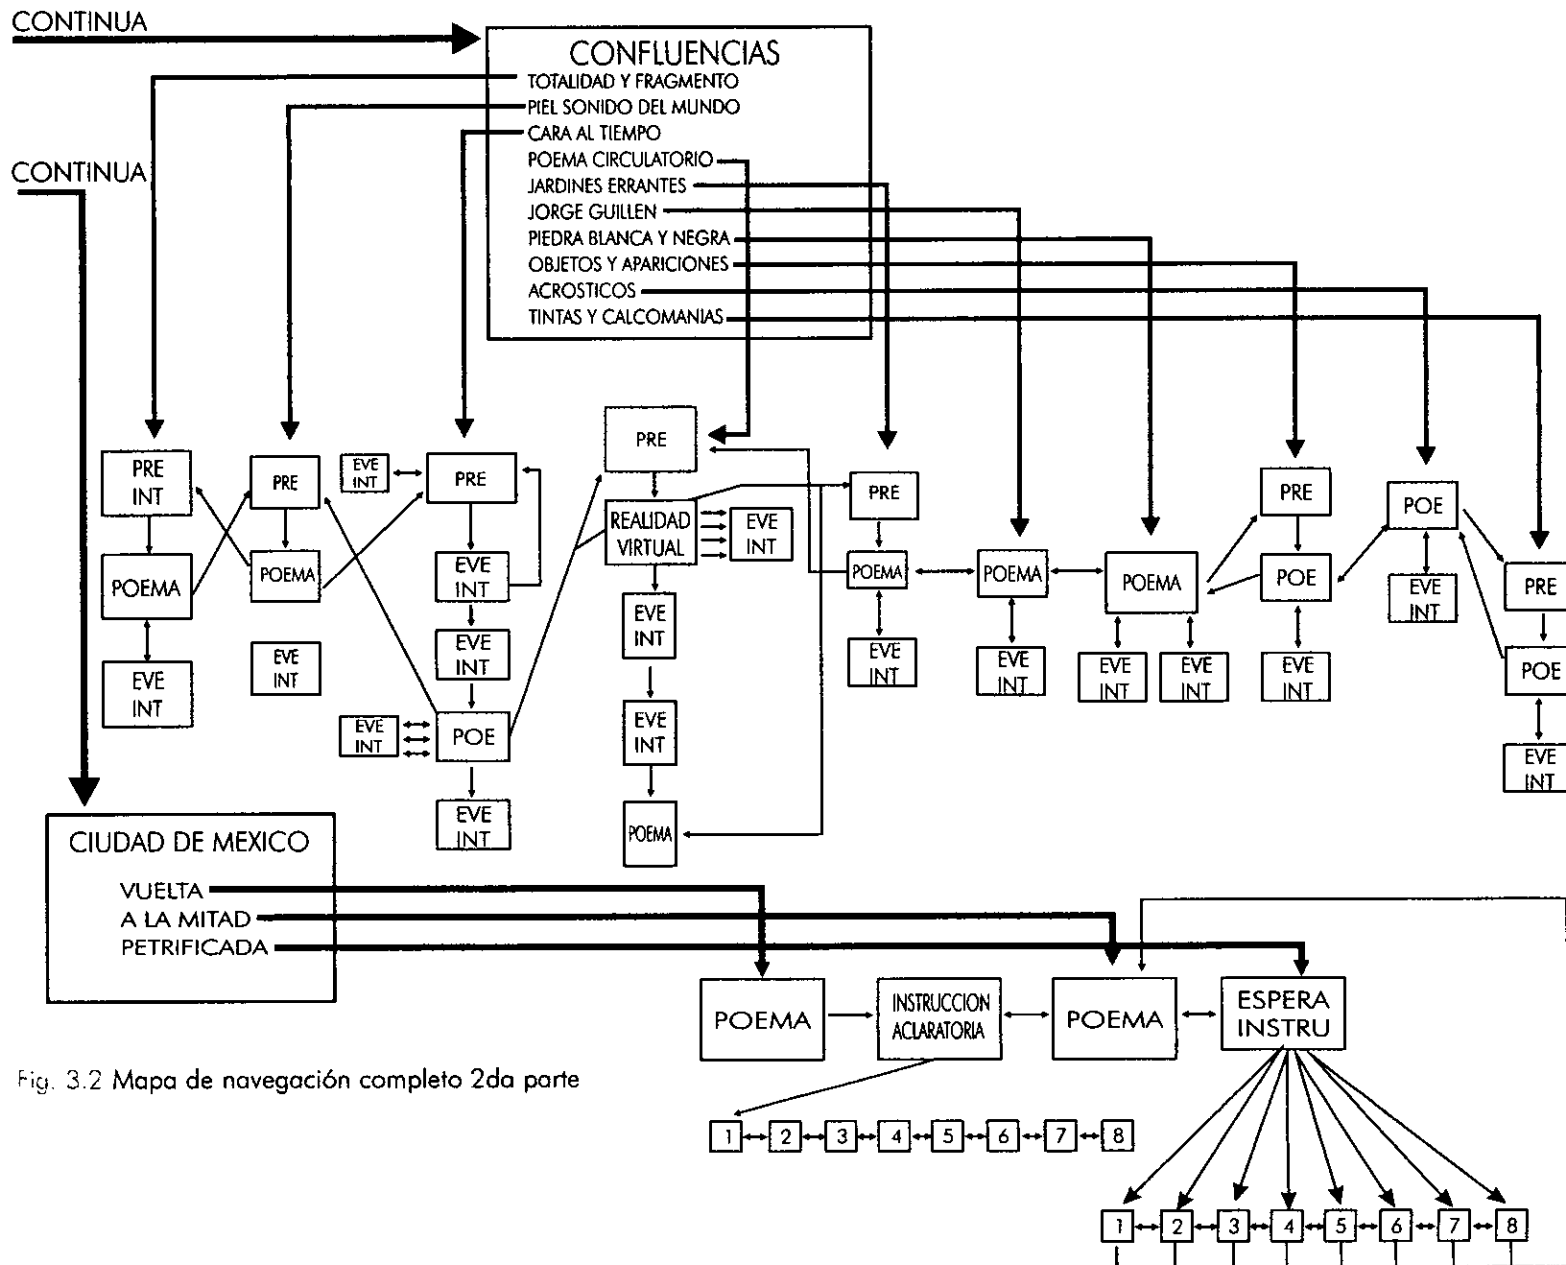 CONTINUA
CONFLUENCIAS
TOTALIDAD Y FRAGMENTO
PIEL SONIDO DEL MUNDO
CARA AL TIEMPO
POEMA CIRCULATORIO
JARDINES ERRANTES
JORGE GUILLEN
PIEDRA BLANCA Y NEGRA
OBJETOS Y APARICIONES
ACROSTICOS
TINTAS Y CALCOMANIAS
CONTINUA
PRE
INT
POEMA
EVE
INT
PRE
POEMA
EVE
INT
EVE
INT
PRE
EVE
INT
EVE
INT
EVE
INT
POE
EVE
INT
PRE
REALIDAD
VIRTUAL
EVE
INT
EVE
INT
EVE
INT
POEMA
PRE
POEMA
EVE
INT
POEMA
EVE
INT
POEMA
EVE
INT
EVE
INT
PRE
POE
EVE
INT
POE
EVE
INT
PRE
POE
EVE
INT
CIUDAD DE MEXICO
VUELTA
A LA MITAD
PETRIFICADA
POEMA
INSTRUCCION
ACLARATORIA
POEMA
ESPERA
INSTRU
1 2 3 4 5 6 7 8
1 2 3 4 5 6 7 8
Fig. 3.2 Mapa de navegación completo 2da parte